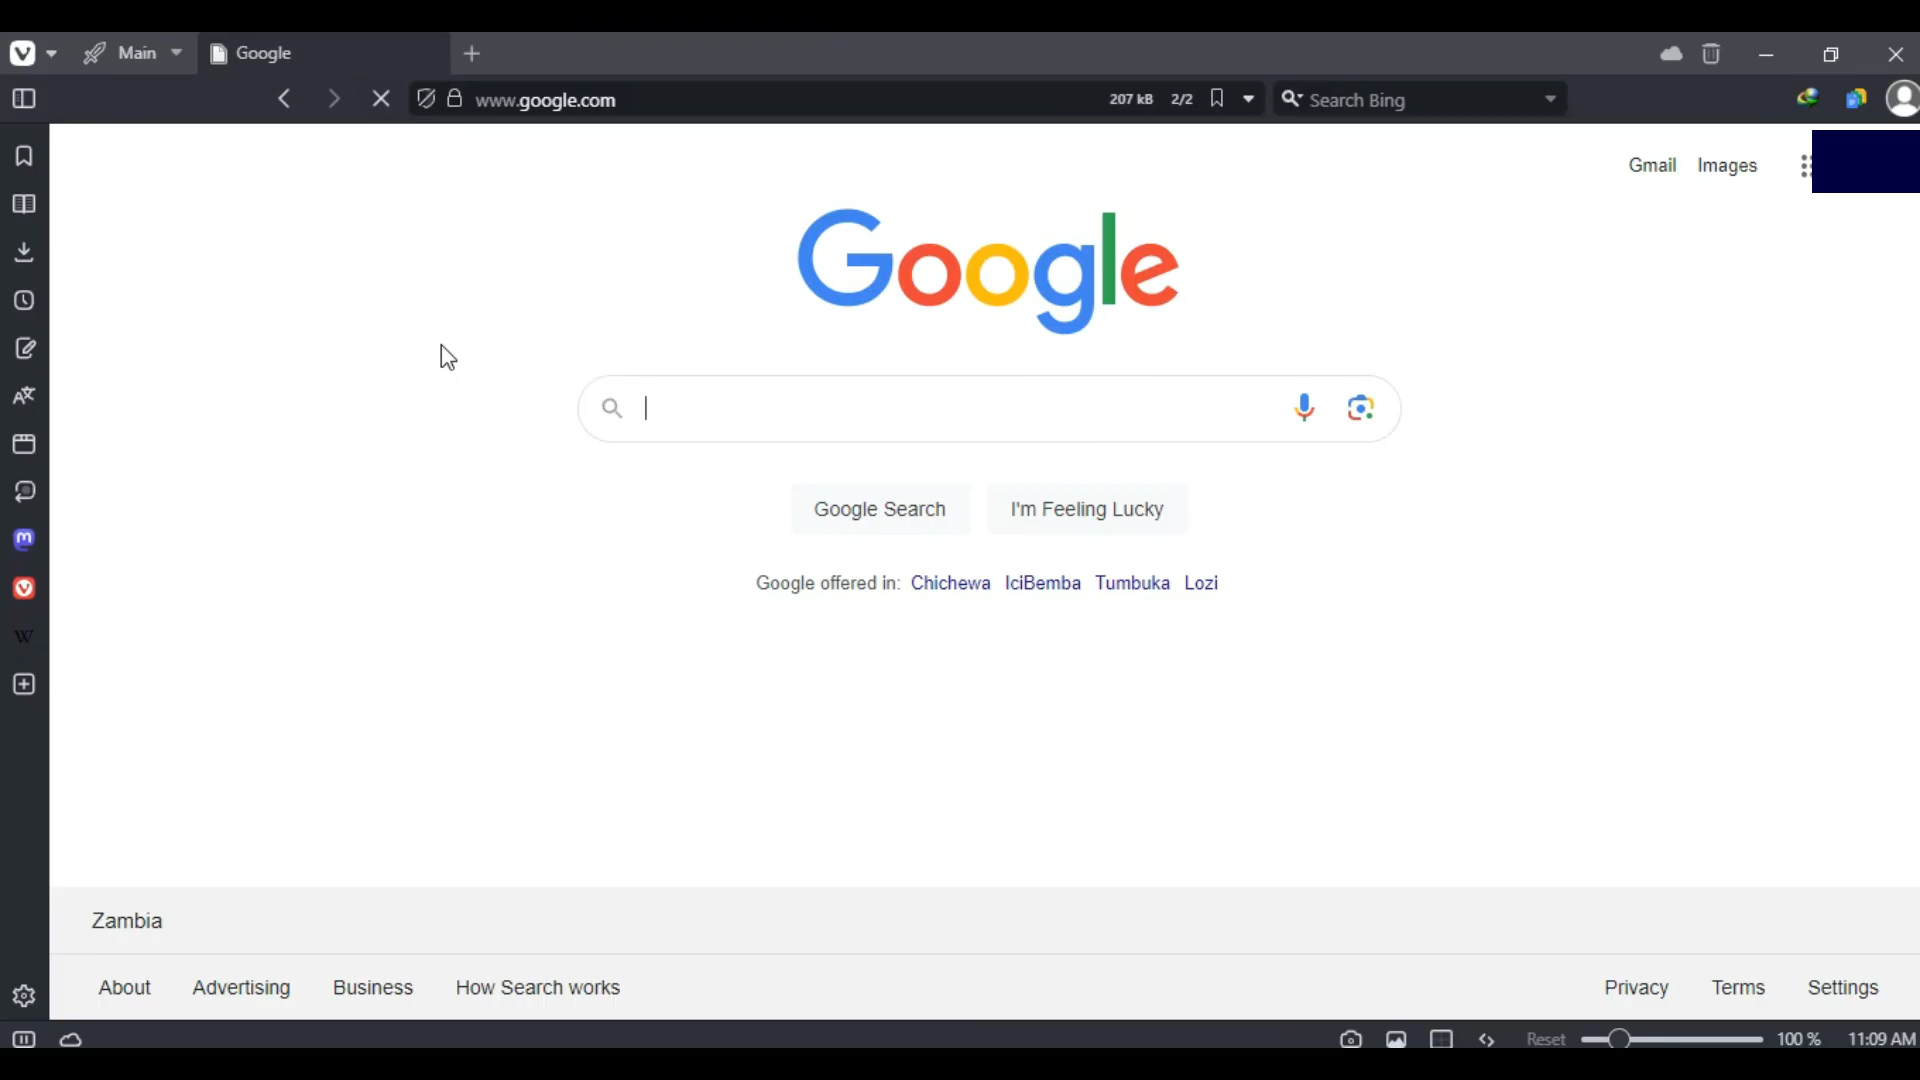 Main
Google
www.google.com
207 kB
2/2
Search Bing
Gmail
Images
Google
Google Search
I'm Feeling Lucky
Google offered in: Chichewa IciBemba Tumbuka Lozi
Zambia
About
Advertising
Business
How Search works
Privacy
Terms
Settings
Reset
100 %
11:09 AM